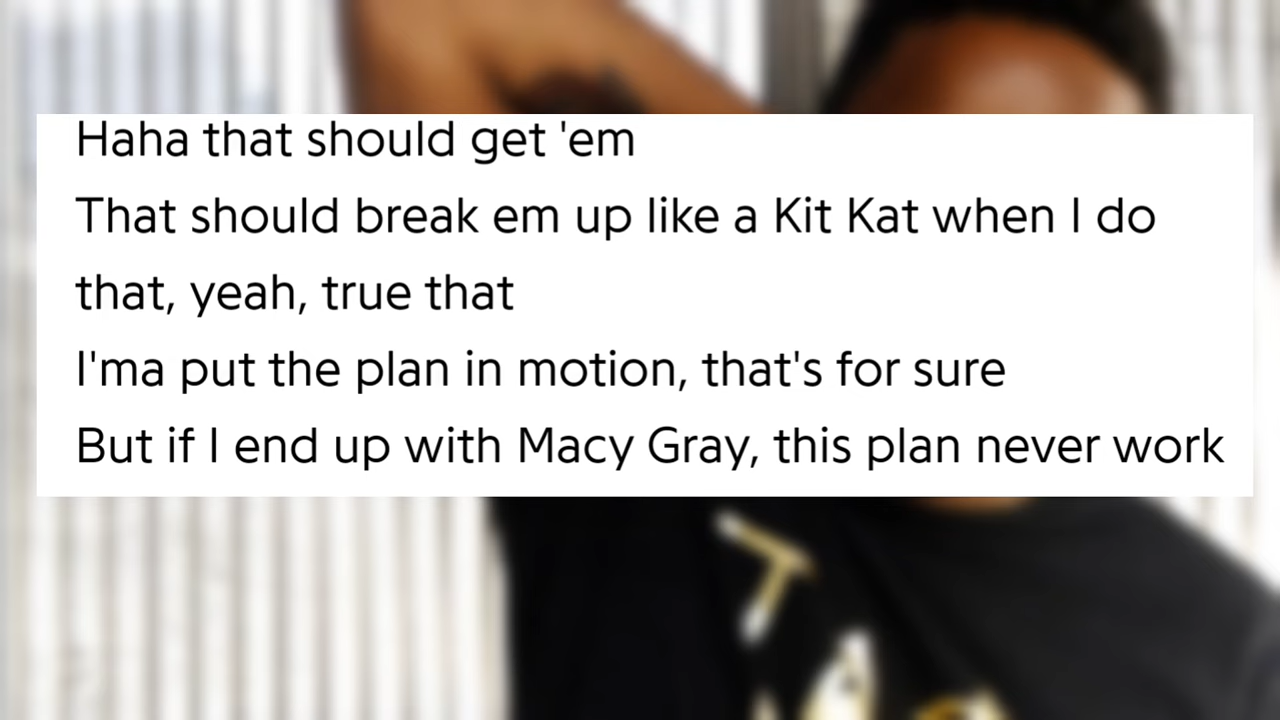 Haha that should get 'em
That should break em up like a Kit Kat when I do
that, yeah, true that
I'ma put the plan in motion, that's for sure
But if I end up with Macy Gray, this plan never work